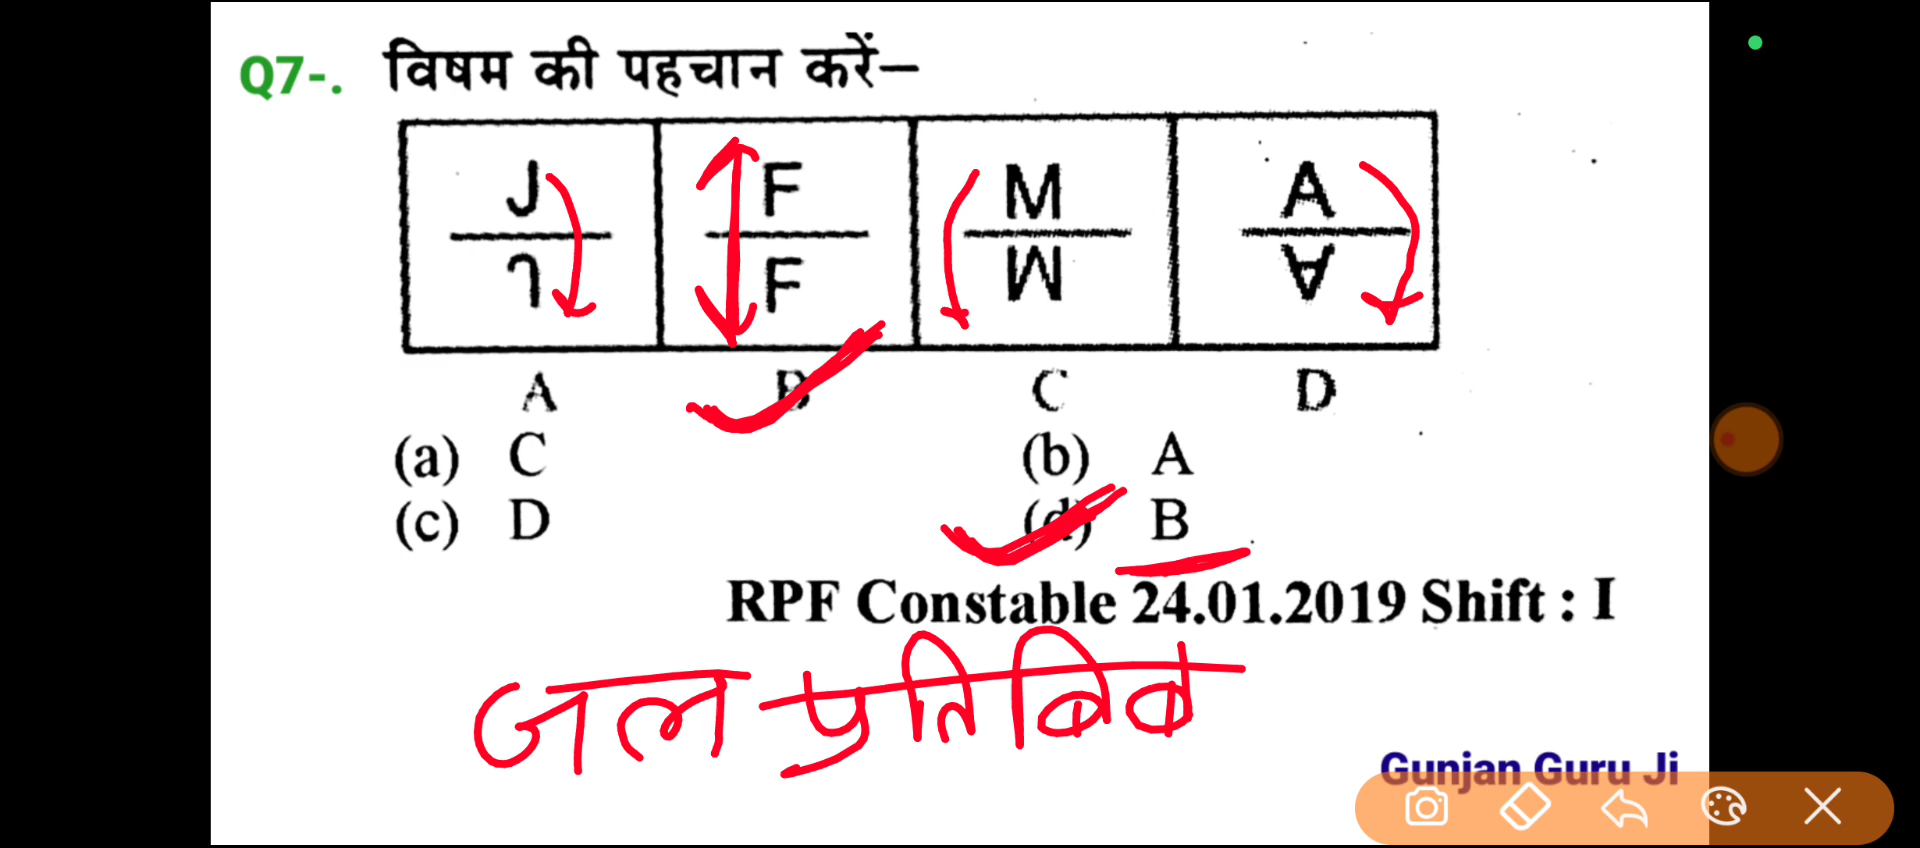 Q7-. विषम की पहचान करें–
J F M A
J F M A
A B C D
(a) C (b) A
(c) D (d) B
RPF Constable 24.01.2019 Shift : I
जल प्रतिबिंब
Gunjan Guru Ji